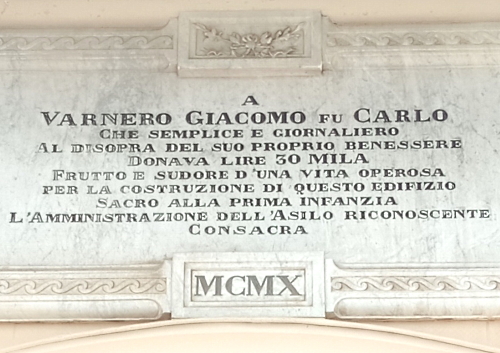 A
VARNERO GIACOMO FU CARLO
CHE SEMPLICE E GIORNALIERO
AL DISOPRA DEL SUO PROPRIO BENESSERE
DONAVA LIRE 30 MILA
FRUTTO E SUDORE D'UNA VITA OPEROSA
PER LA COSTRUZIONE DI QUESTO EDIFIZIO
SACRO ALLA PRIMA INFANZIA
L'AMMINISTRAZIONE DELL'ASILO RICONOSCENTE
CONSACRA
MCMX